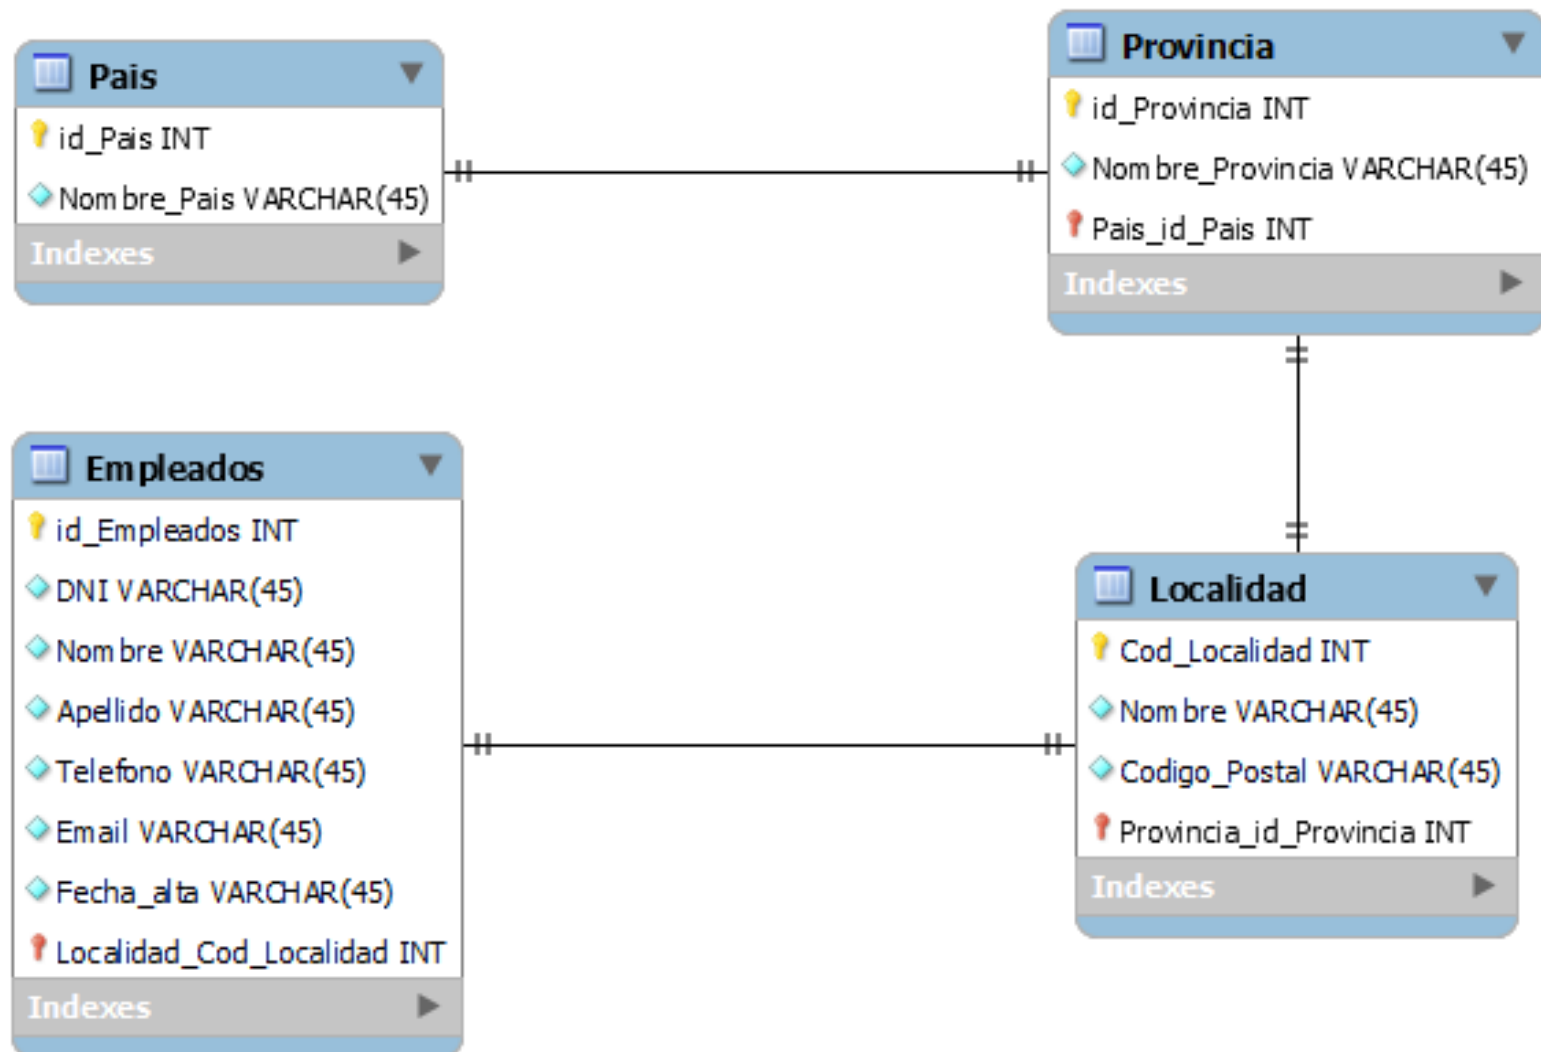 Pais
id_Pais INT
Nombre_Pais VARCHAR(45)
Indexes
Provincia
id_Provincia INT
Nombre_Provincia VARCHAR(45)
Pais_id_Pais INT
Indexes
Empleados
id_Empleados INT
DNI VARCHAR(45)
Nombre VARCHAR(45)
Apellido VARCHAR(45)
Telefono VARCHAR(45)
Email VARCHAR(45)
Fecha_alta VARCHAR(45)
Localidad_Cod_Localidad INT
Indexes
Localidad
Cod_Localidad INT
Nombre VARCHAR(45)
Codigo_Postal VARCHAR(45)
Provincia_id_Provincia INT
Indexes